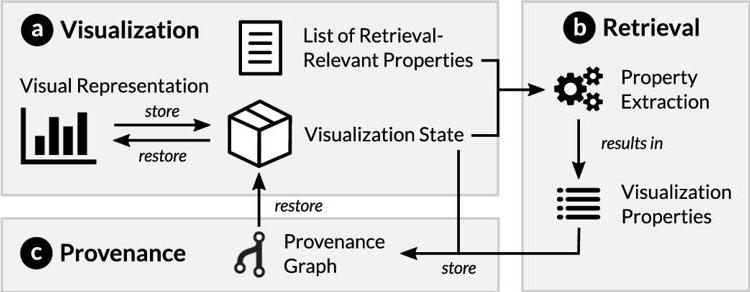 a Visualization
List of Retrieval-
Relevant Properties
Visual Representation
store
restore
Visualization State
b Retrieval
Property
Extraction
results in
Visualization
Properties
restore
c Provenance
Provenance
Graph
store